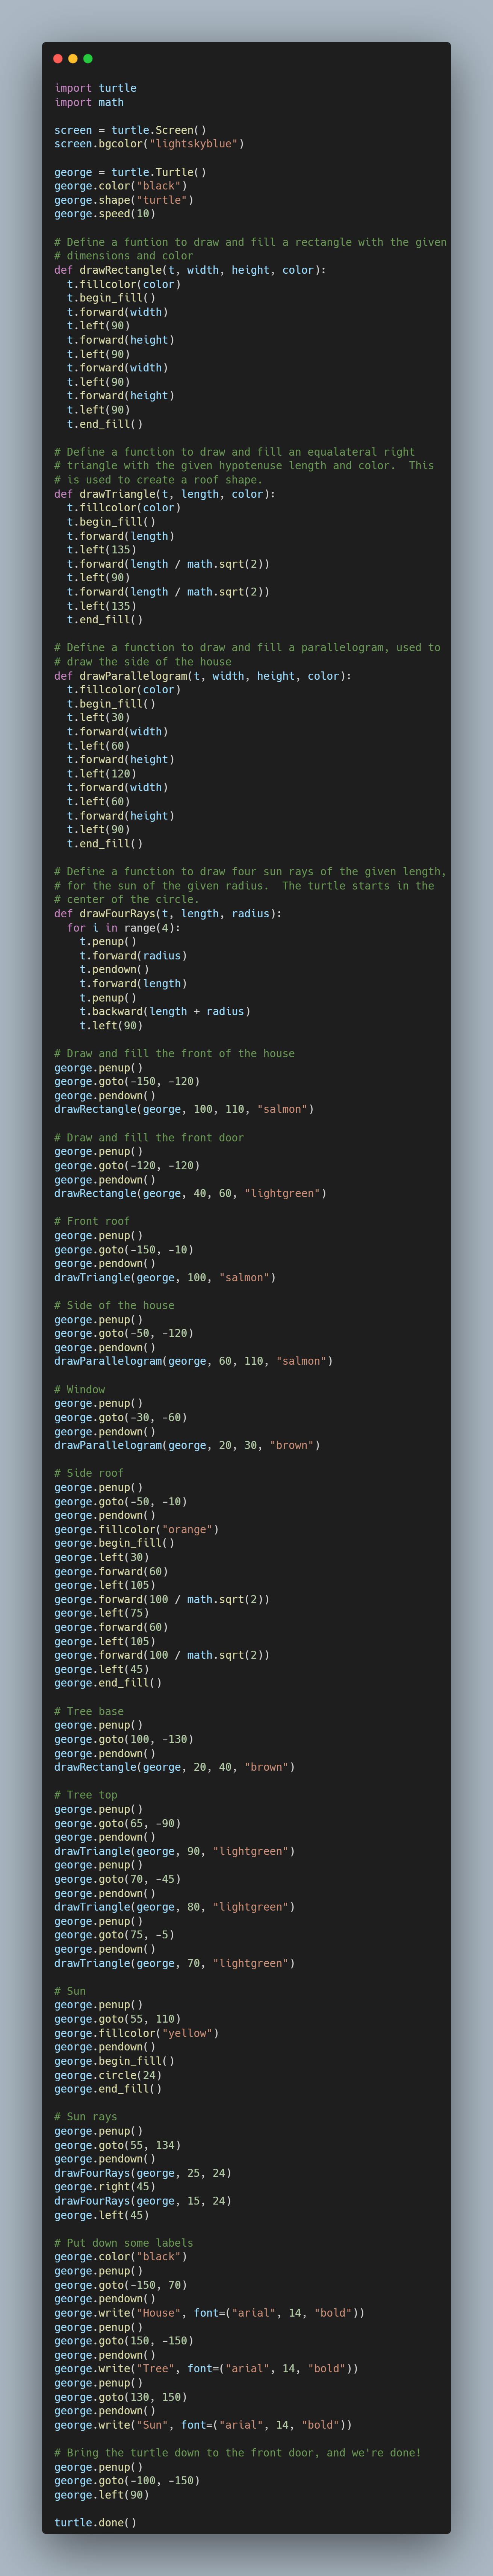 import turtle
import math

screen = turtle.Screen()
screen.bgcolor("lightskyblue")

george = turtle.Turtle()
george.color("black")
george.shape("turtle")
george.speed(10)

# Define a funtion to draw and fill a rectangle with the given
# dimensions and color
def drawRectangle(t, width, height, color):
  t.fillcolor(color)
  t.begin_fill()
  t.forward(width)
  t.left(90)
  t.forward(height)
  t.left(90)
  t.forward(width)
  t.left(90)
  t.forward(height)
  t.left(90)
  t.end_fill()

# Define a function to draw and fill an equalateral right
# triangle with the given hypotenuse length and color.  This
# is used to create a roof shape.
def drawTriangle(t, length, color):
  t.fillcolor(color)
  t.begin_fill()
  t.forward(length)
  t.left(135)
  t.forward(length / math.sqrt(2))
  t.left(90)
  t.forward(length / math.sqrt(2))
  t.left(135)
  t.end_fill()

# Define a function to draw and fill a parallelogram, used to
# draw the side of the house
def drawParallelogram(t, width, height, color):
  t.fillcolor(color)
  t.begin_fill()
  t.left(30)
  t.forward(width)
  t.left(60)
  t.forward(height)
  t.left(120)
  t.forward(width)
  t.left(60)
  t.forward(height)
  t.left(90)
  t.end_fill()

# Define a function to draw four sun rays of the given length,
# for the sun of the given radius.  The turtle starts in the
# center of the circle.
def drawFourRays(t, length, radius):
  for i in range(4):
    t.penup()
    t.forward(radius)
    t.pendown()
    t.forward(length)
    t.penup()
    t.backward(length + radius)
    t.left(90)

# Draw and fill the front of the house
george.penup()
george.goto(-150, -120)
george.pendown()
drawRectangle(george, 100, 110, "salmon")

# Draw and fill the front door
george.penup()
george.goto(-120, -120)
george.pendown()
drawRectangle(george, 40, 60, "lightgreen")

# Front roof
george.penup()
george.goto(-150, -10)
george.pendown()
drawTriangle(george, 100, "salmon")

# Side of the house
george.penup()
george.goto(-50, -120)
george.pendown()
drawParallelogram(george, 60, 110, "salmon")

# Window
george.penup()
george.goto(-30, -60)
george.pendown()
drawParallelogram(george, 20, 30, "brown")

# Side roof
george.penup()
george.goto(-50, -10)
george.pendown()
george.fillcolor("orange")
george.begin_fill()
george.left(30)
george.forward(60)
george.left(105)
george.forward(100 / math.sqrt(2))
george.left(75)
george.forward(60)
george.left(105)
george.forward(100 / math.sqrt(2))
george.left(45)
george.end_fill()

# Tree base
george.penup()
george.goto(100, -130)
george.pendown()
drawRectangle(george, 20, 40, "brown")

# Tree top
george.penup()
george.goto(65, -90)
george.pendown()
drawTriangle(george, 90, "lightgreen")
george.penup()
george.goto(70, -45)
george.pendown()
drawTriangle(george, 80, "lightgreen")
george.penup()
george.goto(75, -5)
george.pendown()
drawTriangle(george, 70, "lightgreen")

# Sun
george.penup()
george.goto(55, 110)
george.fillcolor("yellow")
george.pendown()
george.begin_fill()
george.circle(24)
george.end_fill()

# Sun rays
george.penup()
george.goto(55, 134)
george.pendown()
drawFourRays(george, 25, 24)
george.right(45)
drawFourRays(george, 15, 24)
george.left(45)

# Put down some labels
george.color("black")
george.penup()
george.goto(-150, 70)
george.pendown()
george.write("House", font=("arial", 14, "bold"))
george.penup()
george.goto(150, -150)
george.pendown()
george.write("Tree", font=("arial", 14, "bold"))
george.penup()
george.goto(130, 150)
george.pendown()
george.write("Sun", font=("arial", 14, "bold"))

# Bring the turtle down to the front door, and we're done!
george.penup()
george.goto(-100, -150)
george.left(90)

turtle.done()